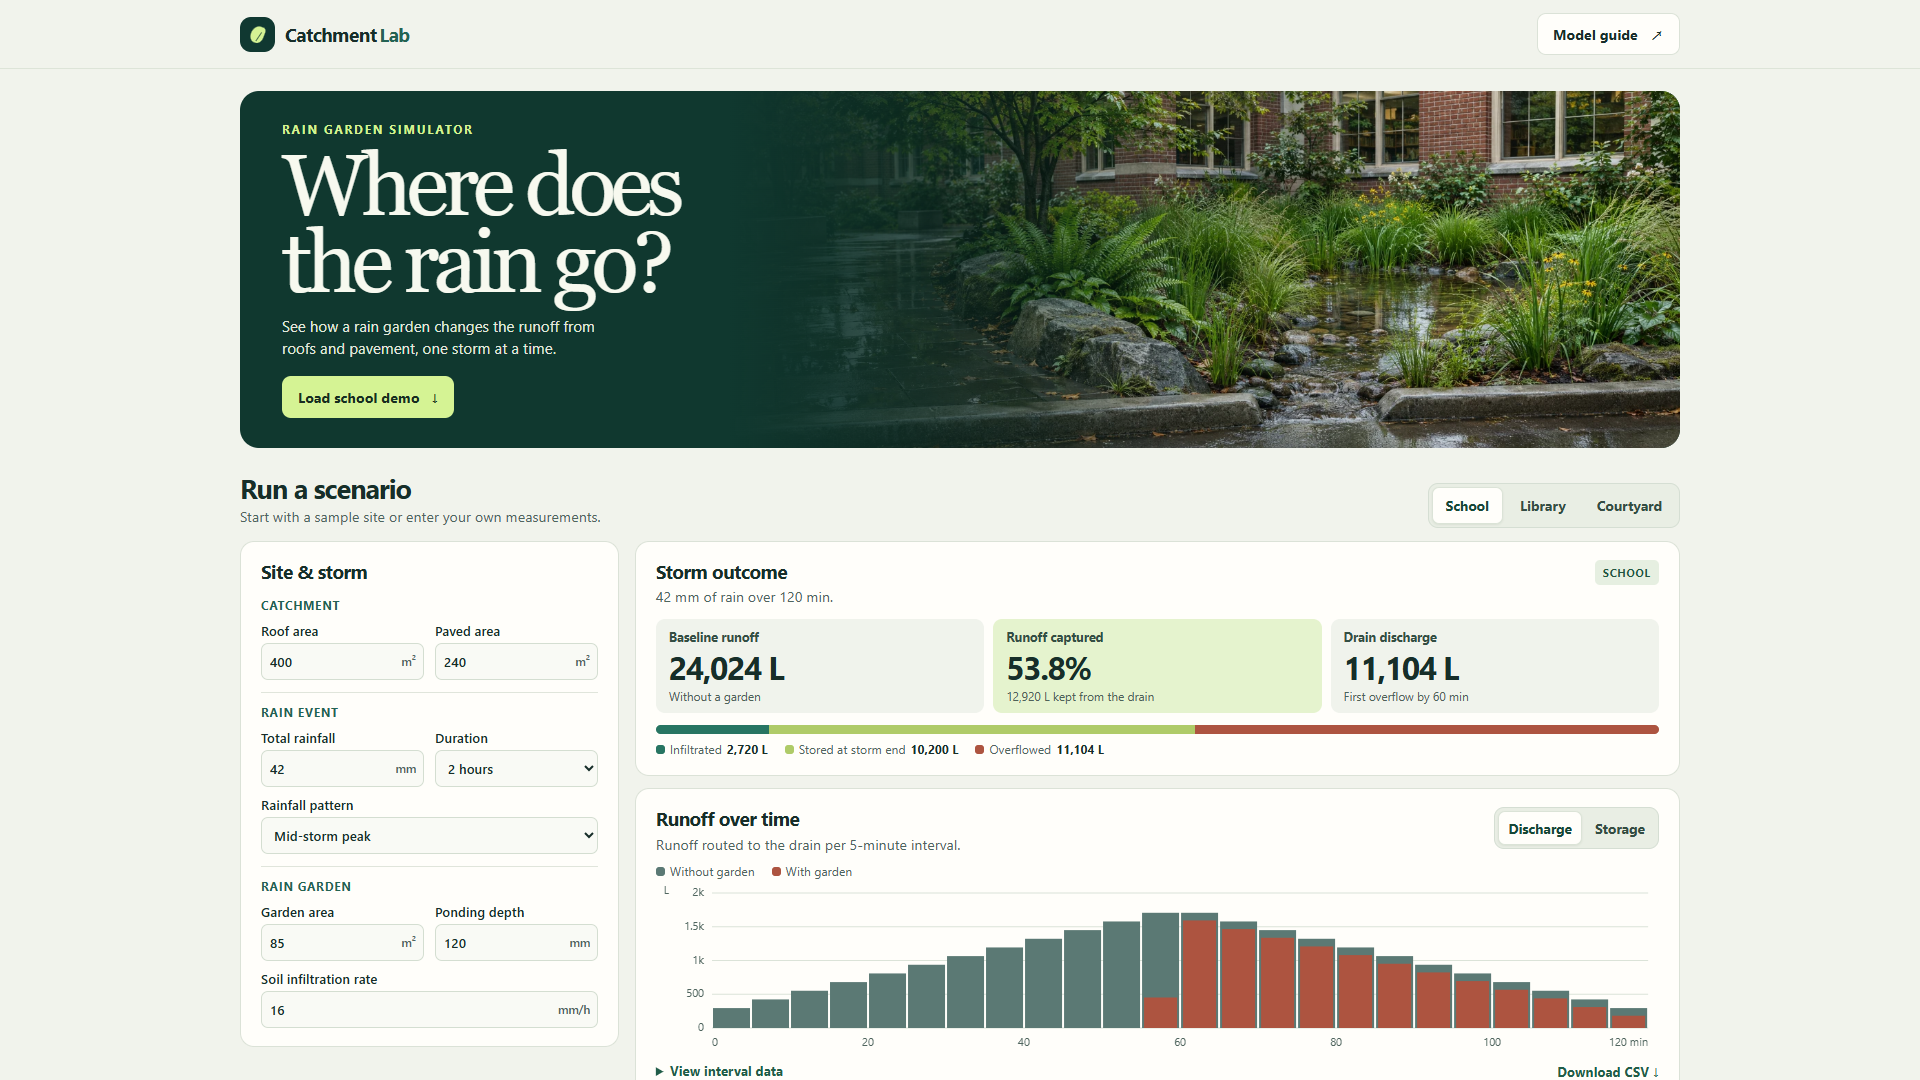 Catchment Lab
Model guide ↗
RAIN GARDEN SIMULATOR
Where does
the rain go?
See how a rain garden changes the runoff from
roofs and pavement, one storm at a time.
Load school demo ↓
Run a scenario
Start with a sample site or enter your own measurements.
School Library Courtyard
Site & storm
CATCHMENT
Roof area Paved area
400 m² 240 m²
RAIN EVENT
Total rainfall Duration
42 mm 2 hours
Rainfall pattern
Mid-storm peak
RAIN GARDEN
Garden area Ponding depth
85 m² 120 mm
Soil infiltration rate
16 mm/h
Storm outcome
SCHOOL
42 mm of rain over 120 min.
Baseline runoff
24,024 L
Without a garden
Runoff captured
53.8%
12,920 L kept from the drain
Drain discharge
11,104 L
First overflow by 60 min
Infiltrated 2,720 L Stored at storm end 10,200 L Overflowed 11,104 L
Runoff over time
Discharge Storage
Runoff routed to the drain per 5-minute interval.
Without garden With garden
L 2k
1.5k
1k
500
0
0 20 40 60 80 100 120 min
▶ View interval data
Download CSV ↓